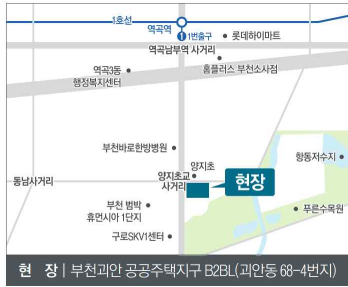 1호선
역곡역
1 1번출구
롯데하이마트
역곡남부역 사거리
역곡3동
행정복지센터
홈플러스 부천소사점
부천바로한방병원
양지초
항동저수지
동남사거리
양지초교
사거리
현장
부천 범박
휴먼시아 1단지
푸른수목원
구로SKV1센터
현 장 | 부천괴안 공공주택지구 B2BL(괴안동 68-4번지)